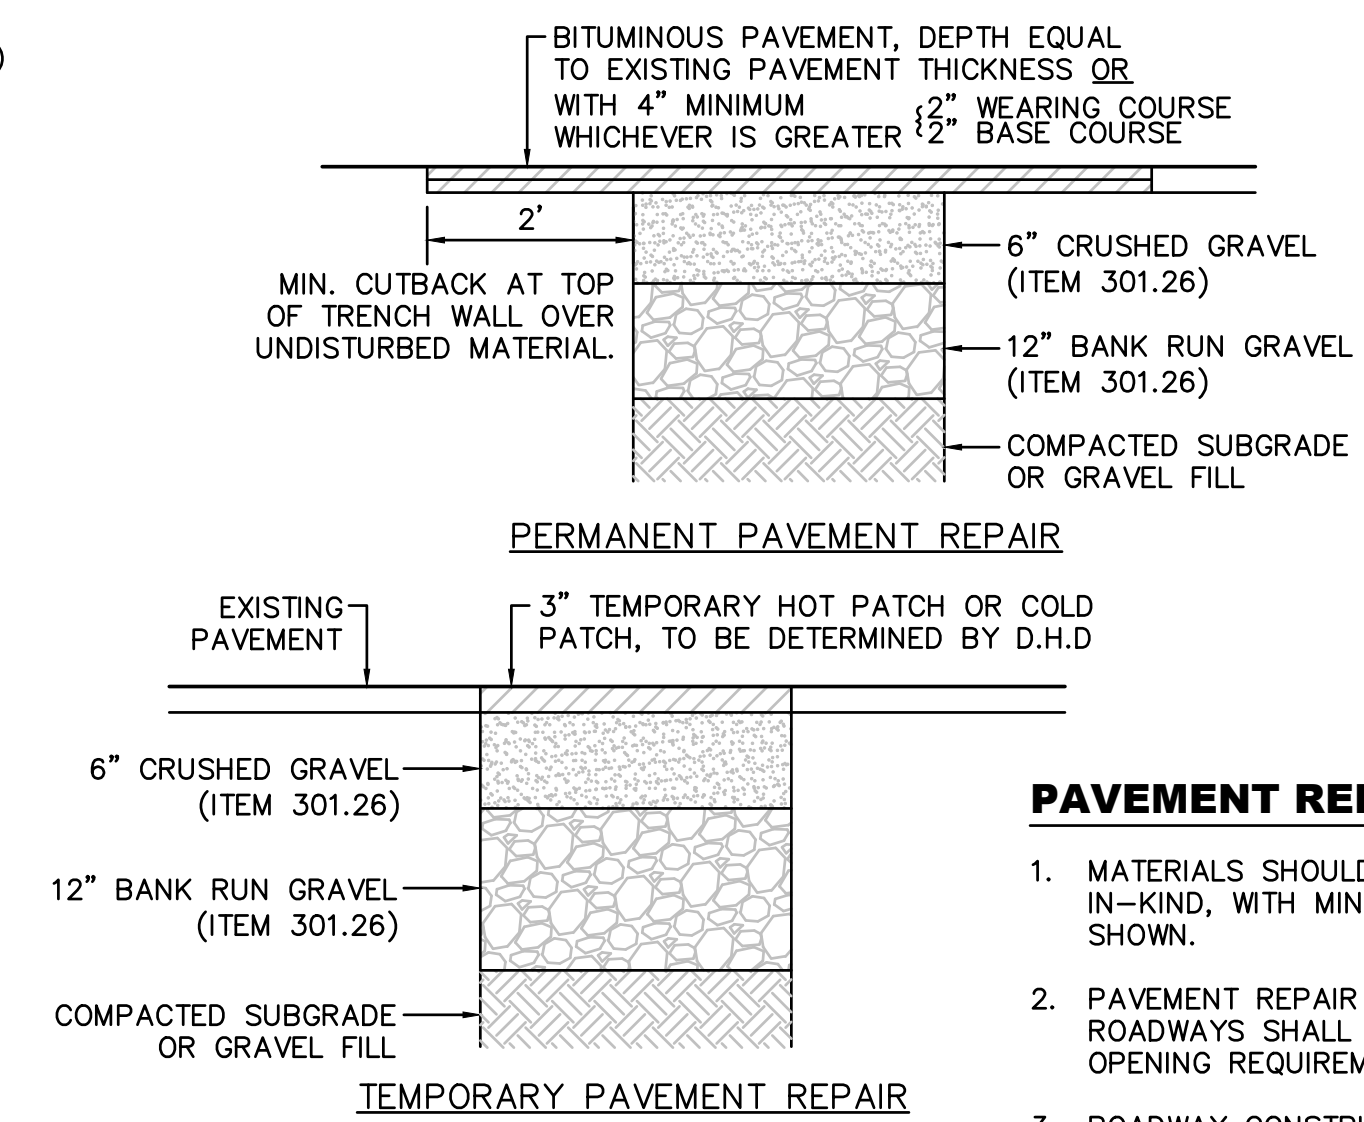 )
BITUMINOUS PAVEMENT, DEPTH EQUAL
TO EXISTING PAVEMENT THICKNESS OR
WITH 4" MINIMUM
WHICHEVER IS GREATER
2" WEARING COURSE
2" BASE COURSE
2'
MIN. CUTBACK AT TOP
OF TRENCH WALL OVER
UNDISTURBED MATERIAL.
6" CRUSHED GRAVEL
(ITEM 301.26)
12" BANK RUN GRAVEL
(ITEM 301.26)
COMPACTED SUBGRADE
OR GRAVEL FILL
PERMANENT PAVEMENT REPAIR
EXISTING
PAVEMENT
3" TEMPORARY HOT PATCH OR COLD
PATCH, TO BE DETERMINED BY D.H.D
6" CRUSHED GRAVEL
(ITEM 301.26)
12" BANK RUN GRAVEL
(ITEM 301.26)
COMPACTED SUBGRADE
OR GRAVEL FILL
TEMPORARY PAVEMENT REPAIR
PAVEMENT
1. MATERIALS SHOULD
IN-KIND, WITH MIN
SHOWN.
2. PAVEMENT REPAIR
ROADWAYS SHALL
OPENING
3. ROADWAY